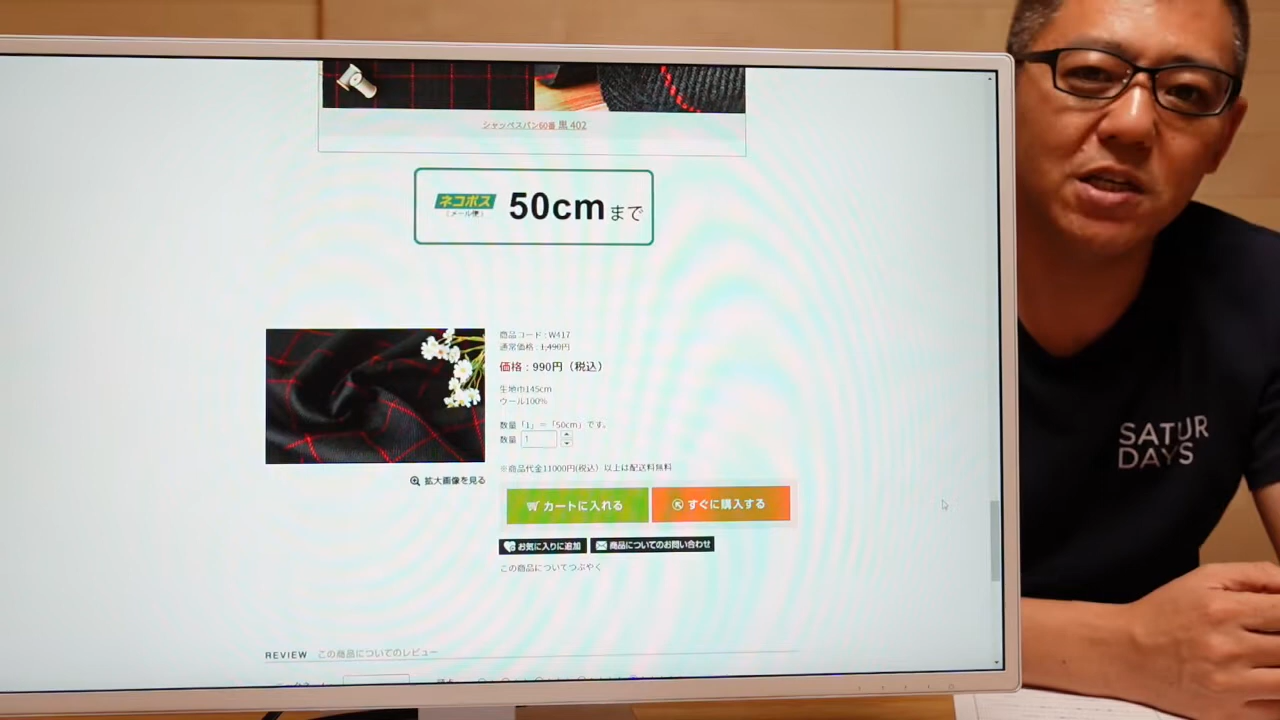 シャッペスパン60番 黒 402
ネコポス
（メール便）
50cmまで
商品コード : W417
通常価格 : 1,490円
価格 : 990円（税込）
生地巾145cm
ウール100%
数量「1」＝「50cm」です。
数量 1
※商品代金11000円(税込）以上は配送料無料
拡大画像を見る
カートに入れる
すぐに購入する
お気に入りに追加
商品についてのお問い合わせ
この商品についてつぶやく
REVIEW この商品についてのレビュー
SATUR
DAYS